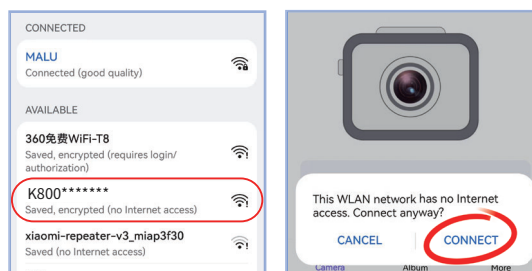 CONNECTED
MALU
Connected (good quality)
AVAILABLE
360免费WiFi-T8
Saved, encrypted (requires login/
authorization)
K800*******
Saved, encrypted (no Internet access)
xiaomi-repeater-v3_miap3f30
Saved (no Internet access)
This WLAN network has no Internet
access. Connect anyway?
CANCEL
CONNECT
Camera
Album
More